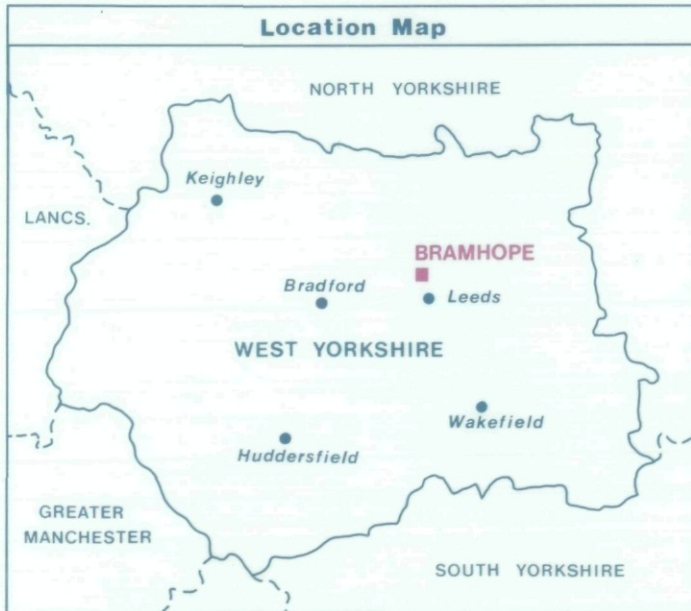 Location Map
NORTH YORKSHIRE
Keighley
LANCS.
BRAMHOPE
Bradford
Leeds
WEST YORKSHIRE
Wakefield
Huddersfield
GREATER
MANCHESTER
SOUTH YORKSHIRE